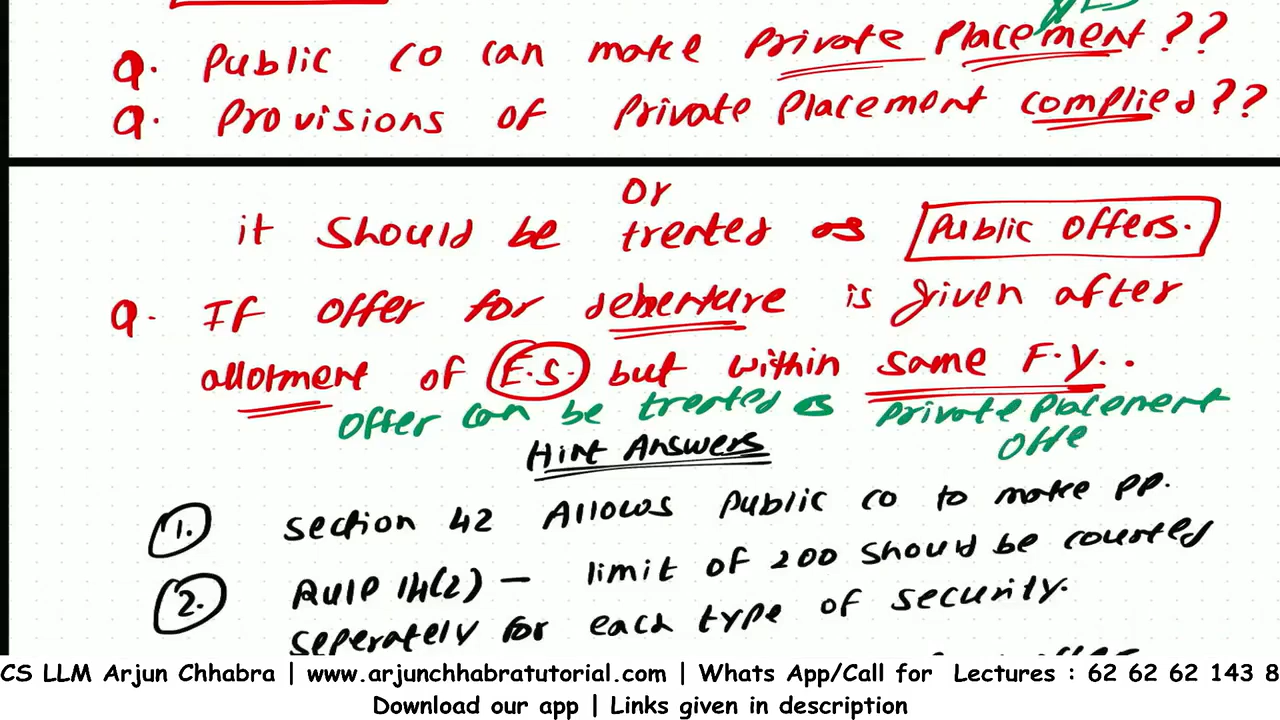 Q. Public co can make Private Placement??
Q. Provisions of Private Placement complied??
or
it should be treated as Public offers.
Q. If offer for debenture is given after
allotment of E.S. but within same F.Y..
offer can be treated as Private Placement
offe
Hint Answers
1. Section 42 Allows Public co to make PP.
2. Rule 14(2) - limit of 200 should be counted
seperately for each type of security.
CS LLM Arjun Chhabra | www.arjunchhabratutorial.com | Whats App/Call for Lectures : 62 62 62 143 8
Download our app | Links given in description